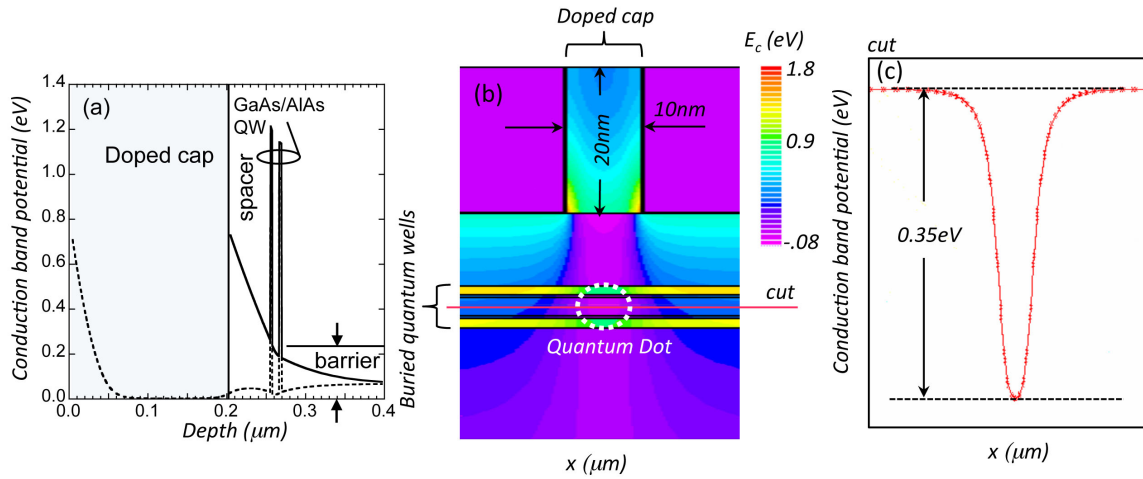 (a)
Conduction band potential (eV)
1.4
1.2
1.0
0.8
0.6
0.4
0.2
0.0
Doped cap
spacer
GaAs/AlAs
QW
barrier
0.0
0.1
0.2
0.3
0.4
Depth (μm)
Doped cap
(b)
20nm
10nm
Buried quantum wells
Quantum Dot
cut
x (μm)
E_c (eV)
1.8
0.9
-.08
cut
(c)
Conduction band potential (eV)
0.35eV
x (μm)